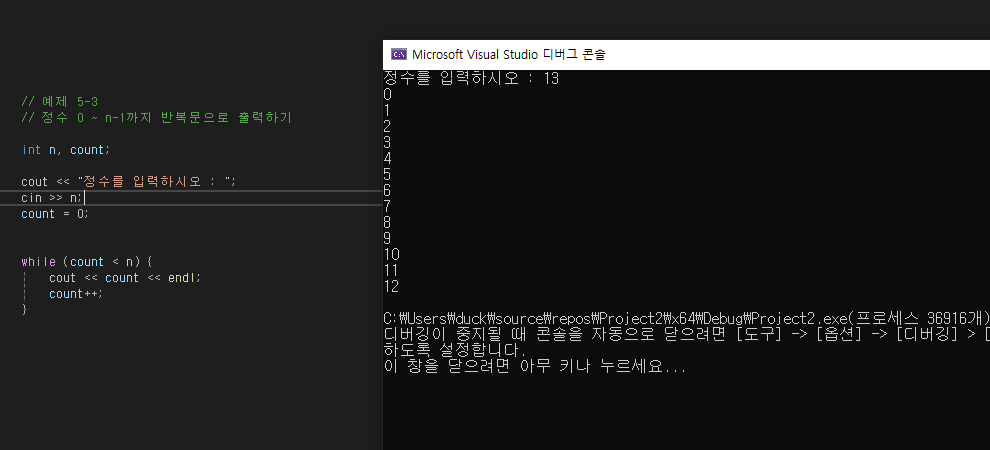 // 예제 5-3
// 정수 0 ~ n-1까지 반복문으로 출력하기
int n, count;
cout << "정수를 입력하시오 : ";
cin >> n;
count = 0;
while (count < n) {
cout << count << endl;
count++;
}
Microsoft Visual Studio 디버그 콘솔
정수를 입력하시오 : 13
0
1
2
3
4
5
6
7
8
9
10
11
12
C:₩Users₩duck₩source₩repos₩Project2₩x64₩Debug₩Project2.exe(프로세스 36916개)
디버깅이 중지될 때 콘솔을 자동으로 닫으려면 [도구] -> [옵션] -> [디버깅] > [
하도록 설정합니다.
이 창을 닫으려면 아무 키나 누르세요...